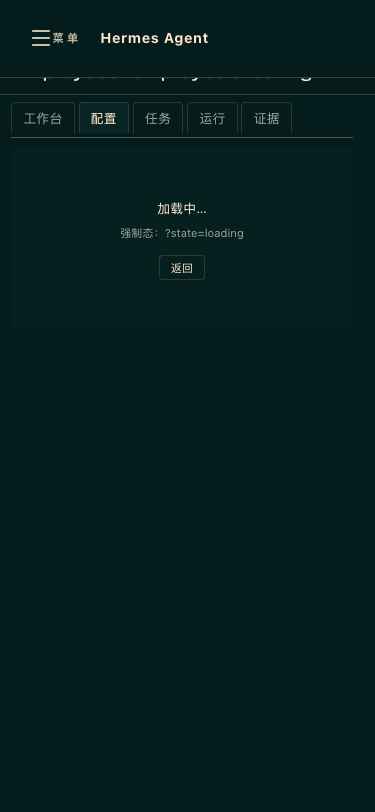 菜单 Hermes Agent
工作台 配置 任务 运行 证据
加载中…
强制态：?state=loading
返回